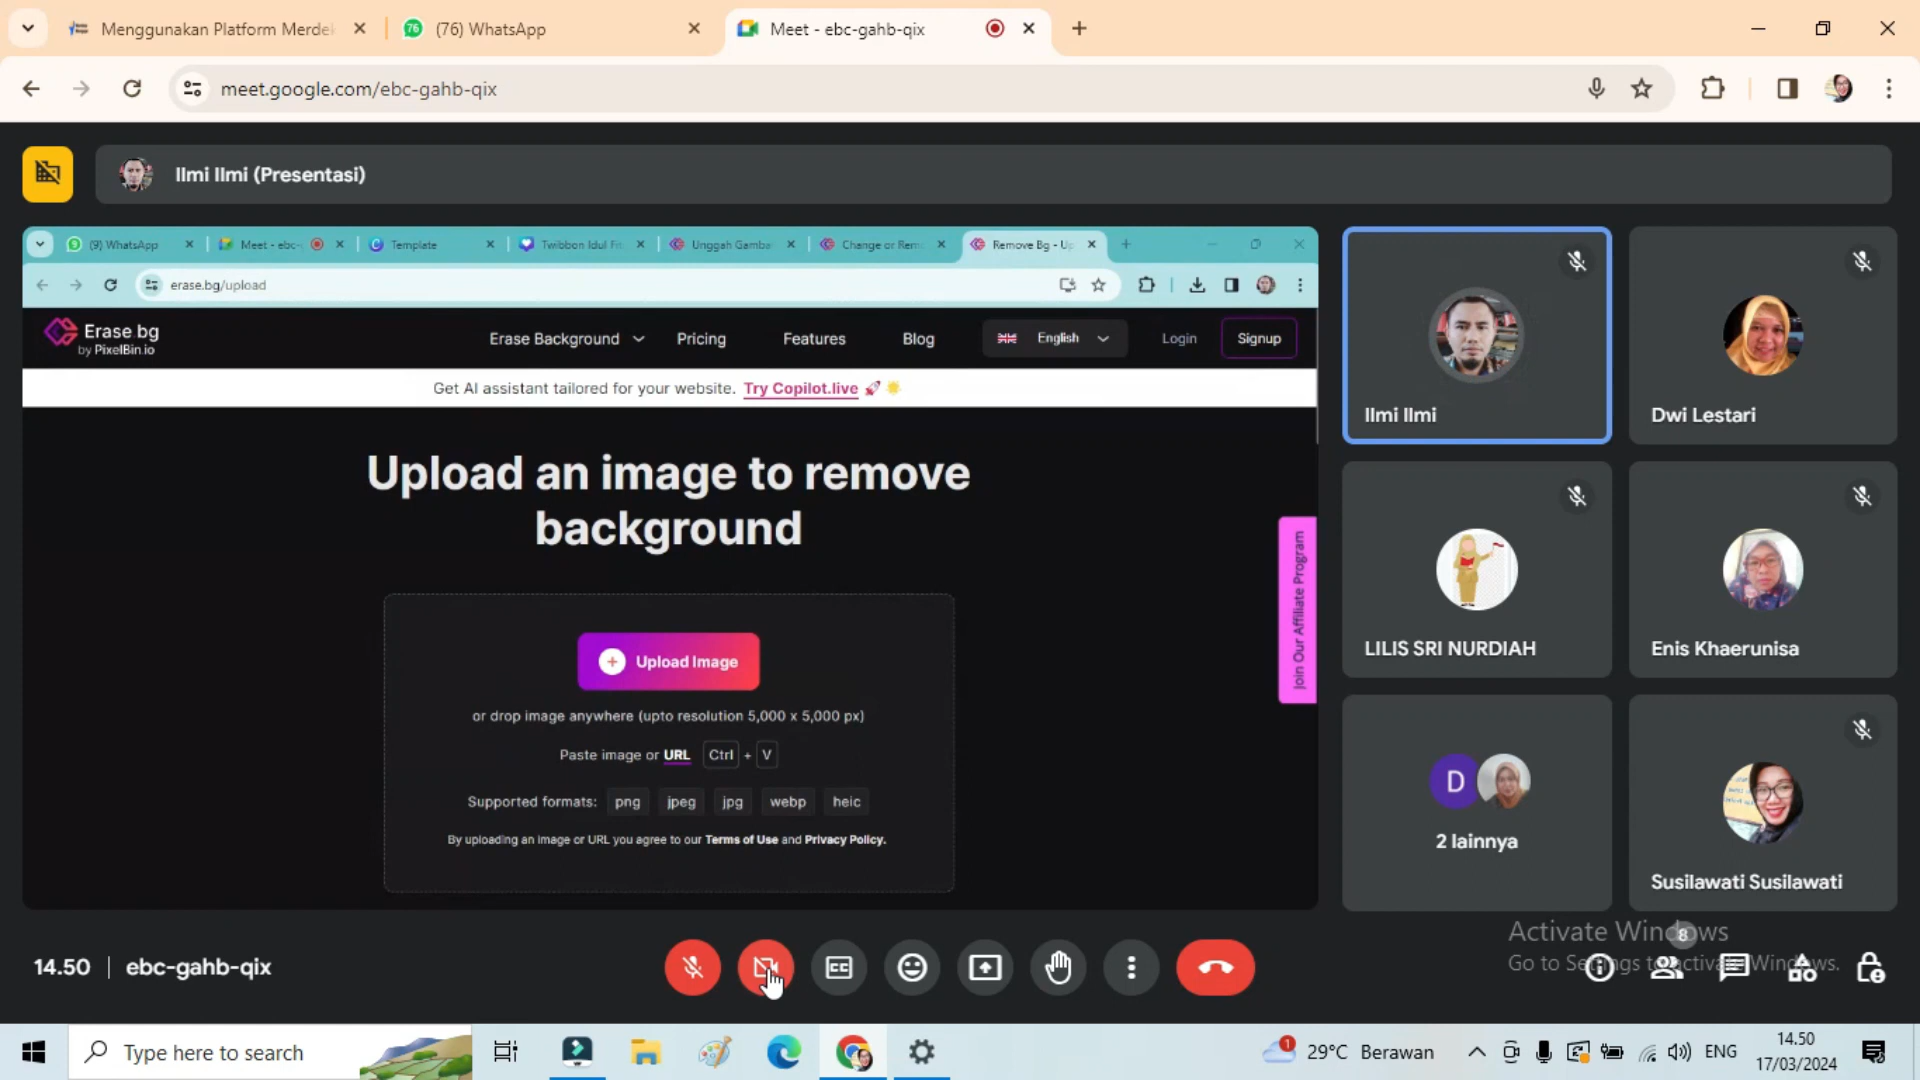 Menggunakan Platform Merde
76
(76) WhatsApp
Meet - ebc-gahb-qix
meet.google.com/ebc-gahb-qix
Ilmi Ilmi (Presentasi)
(9) WhatsApp
Meet - ebc-
Template
Twibbon Idul Fit
Unggah Gamba
Change or Rem
Remove Bg - Up
erase.bg/upload
Erase bg
by PixelBin.io
Erase Background
Pricing
Features
Blog
English
Login
Signup
Get AI assistant tailored for your website. Try Copilot.live 🚀 🌟
Upload an image to remove
background
Upload Image
or drop image anywhere (upto resolution 5,000 x 5,000 px)
Paste image or URL Ctrl + V
Supported formats: png jpeg jpg webp heic
By uploading an image or URL you agree to our Terms of Use and Privacy Policy.
Join Our Affiliate Program
Ilmi Ilmi
Dwi Lestari
LILIS SRI NURDIAH
Enis Khaerunisa
D
2 lainnya
Susilawati Susilawati
Activate Windows
Go to Settings to activate Windows.
8
14.50 | ebc-gahb-qix
Type here to search
1
29°C Berawan
ENG
14.50
17/03/2024